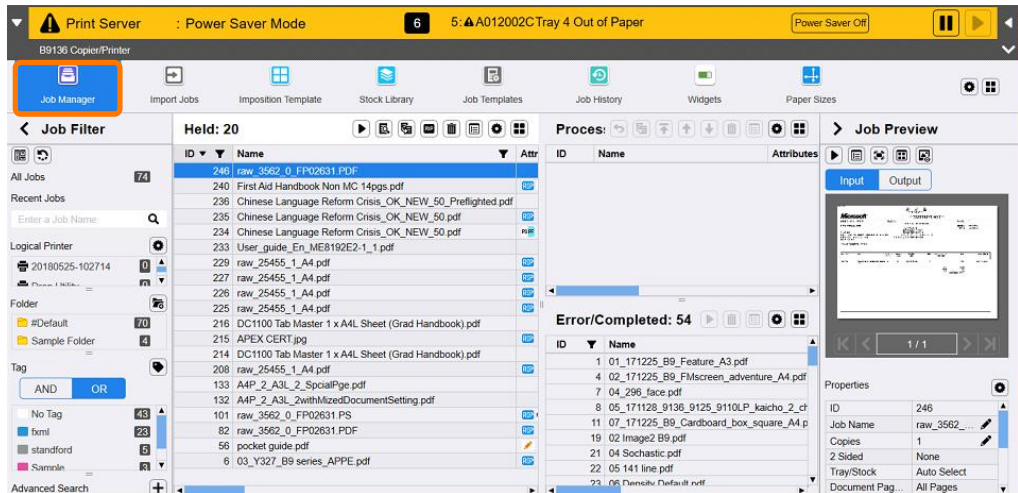 Print Server : Power Saver Mode 6 5: A012002C Tray 4 Out of Paper Power Saver Off
B9136 Copier/Printer
Job Manager Import Jobs Imposition Template Stock Library Job Templates Job History Widgets Paper Sizes
Job Filter
All Jobs 74
Recent Jobs
Enter a Job Name
Logical Printer
20180525-102714 0
Folder
#Default 70
Sample Folder 4
Tag
AND OR
No Tag 43
fxml 23
standford 5
Sample
Advanced Search
Held: 20
ID Name Attr
246 raw_3562_0_FP02631.PDF
240 First Aid Handbook Non MC 14pgs.pdf
236 Chinese Language Reform Crisis_OK_NEW_50_Preflighted.pdf
235 Chinese Language Reform Crisis_OK_NEW_50.pdf
234 Chinese Language Reform Crisis_OK_NEW_50.pdf
233 User_guide_En_ME8192E2-1_1.pdf
229 raw_25455_1_A4.pdf
227 raw_25455_1_A4.pdf
226 raw_25455_1_A4.pdf
225 raw_25455_1_A4.pdf
216 DC1100 Tab Master 1 x A4L Sheet (Grad Handbook).pdf
215 APEX CERT.jpg
214 DC1100 Tab Master 1 x A4L Sheet (Grad Handbook).pdf
208 raw_25455_1_A4.pdf
133 A4P_2_A3L_2_SpcialPge.pdf
132 A4P_2_A3L_2withMizedDocumentSetting.pdf
101 raw_3562_0_FP02631.PS
82 raw_3562_0_FP02631.PDF
56 pocket guide.pdf
6 03_Y327_B9 series_APPE.pdf
Proces:
ID Name Attributes
Error/Completed: 54
ID Name
1 01_171225_B9_Feature_A3.pdf
4 02_171225_B9_FMscreen_adventure_A4.pdf
7 04_296_face.pdf
8 05_171128_9136_9125_9110LP_kaicho_2_ch
11 07_171225_B9_Cardboard_box_square_A4.p
19 02 Image2 B9.pdf
21 04 Sochastic.pdf
22 05 141 line.pdf
23 06 Density Default.pdf
Job Preview
Input Output
Microsoft
1 / 1
Properties
ID 246
Job Name raw_3562_...
Copies 1
2 Sided None
Tray/Stock Auto Select
Document Pag... All Pages